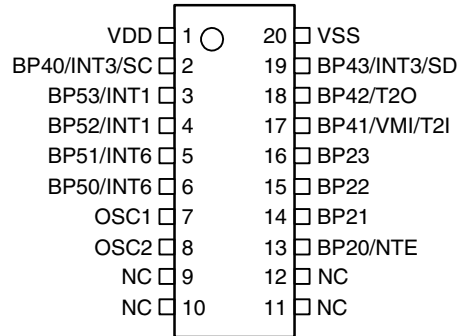 VDD 1 20 VSS
BP40/INT3/SC 2 19 BP43/INT3/SD
BP53/INT1 3 18 BP42/T2O
BP52/INT1 4 17 BP41/VMI/T2I
BP51/INT6 5 16 BP23
BP50/INT6 6 15 BP22
OSC1 7 14 BP21
OSC2 8 13 BP20/NTE
NC 9 12 NC
NC 10 11 NC